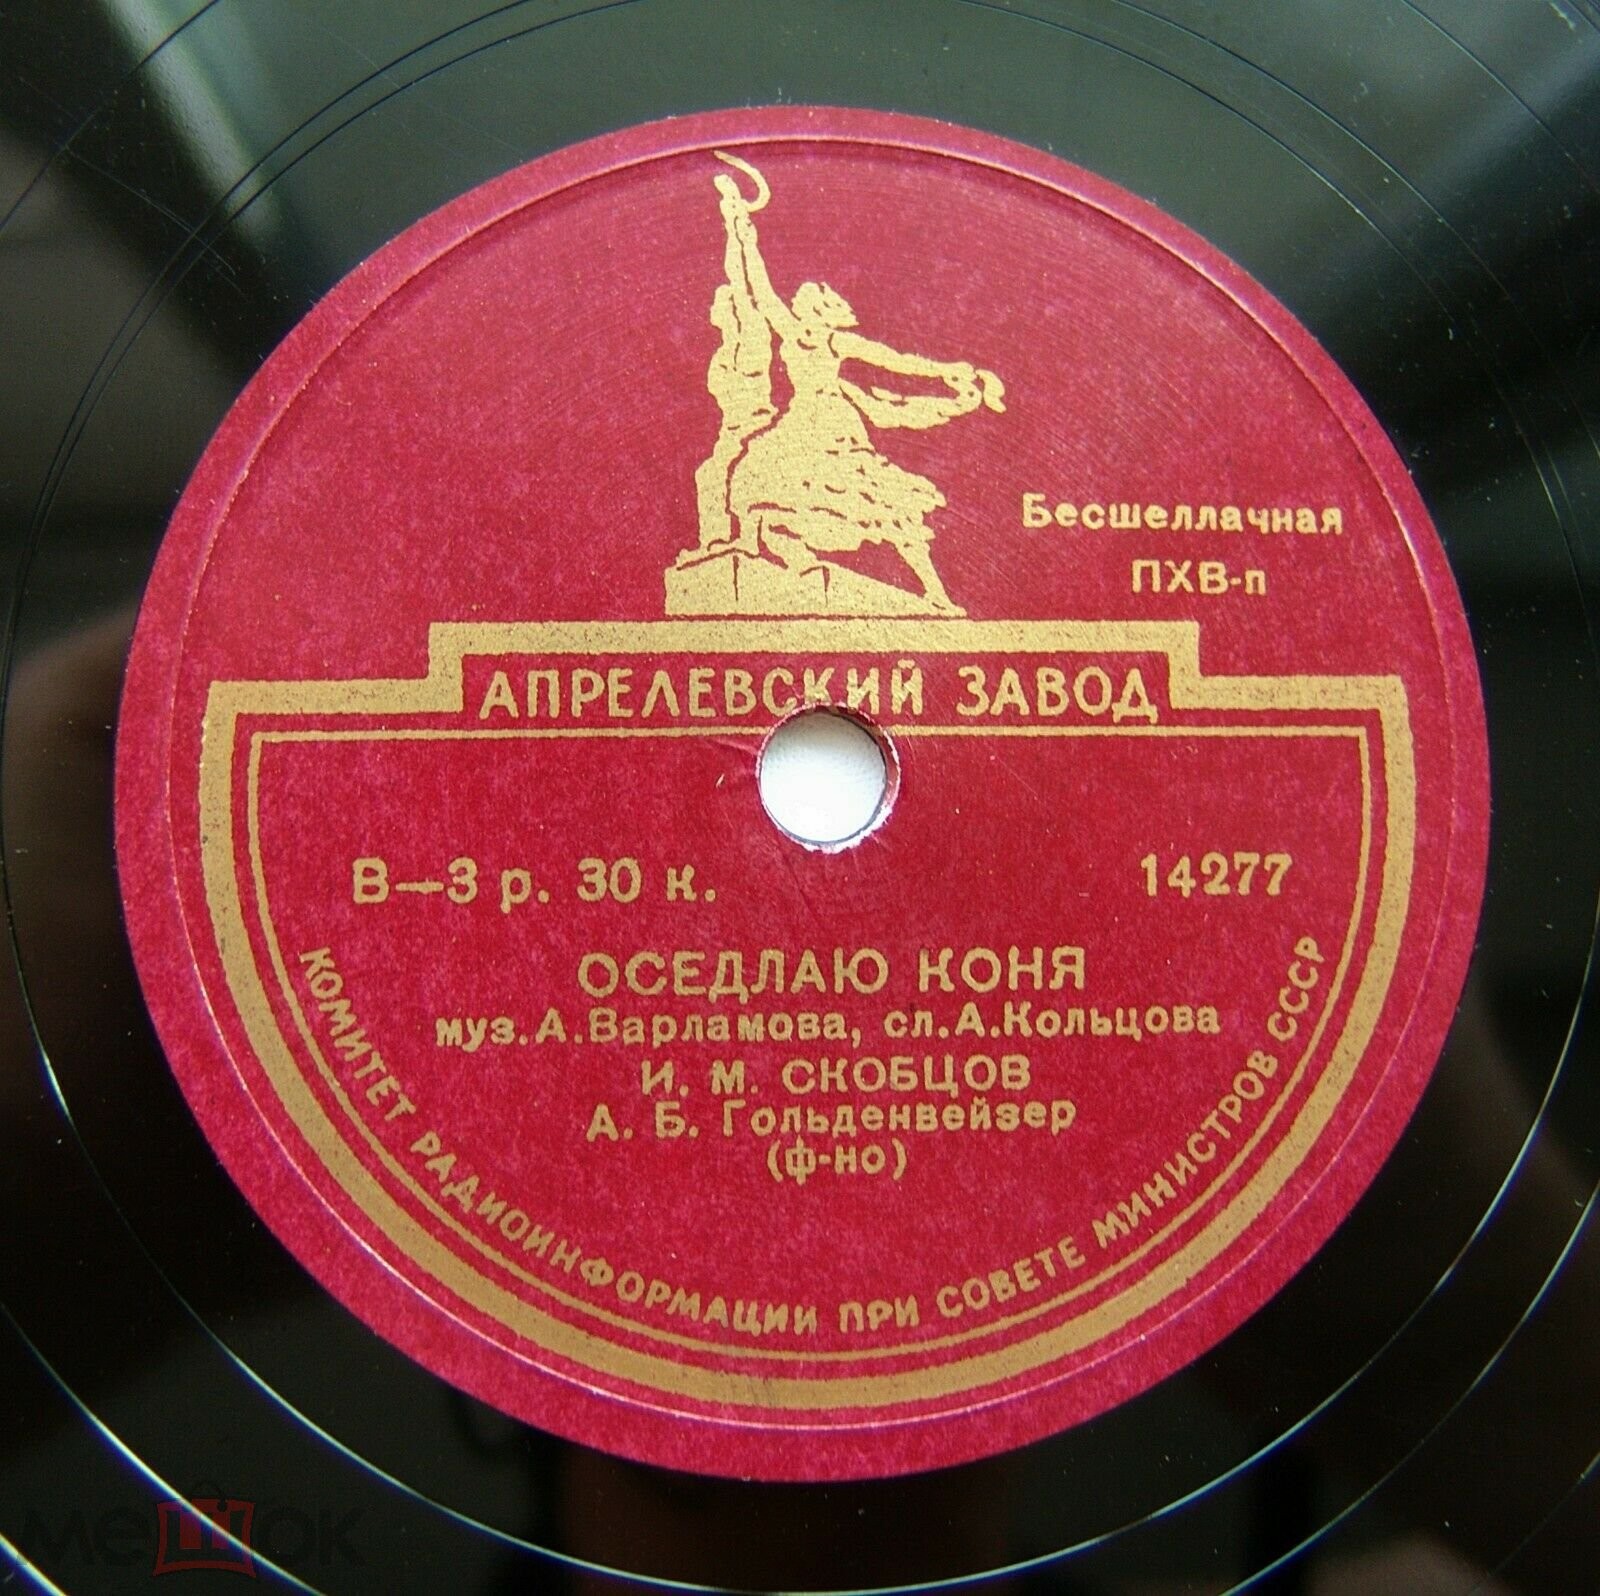 Бесшеллачная
ПХВ-п
АПРЕЛЕВСКИЙ ЗАВОД
В—3 р. 30 к.
14277
ОСЕДЛАЮ КОНЯ
муз. А. Варламова, сл. А. Кольцова
И. М. СКОБЦОВ
А. Б. Гольденвейзер
(ф-но)
КОМИТЕТ РАДИОИНФОРМАЦИИ ПРИ СОВЕТЕ МИНИСТРОВ СССР
мешок